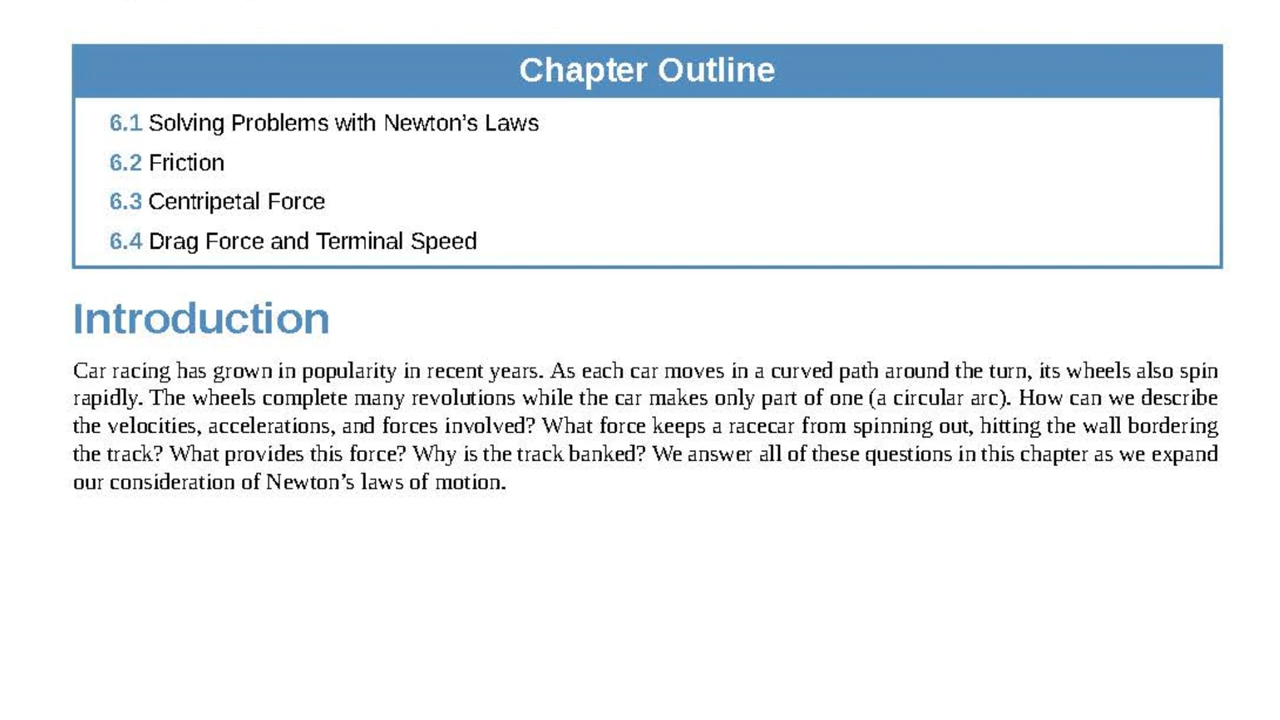 Chapter Outline
6.1 Solving Problems with Newton’s Laws
6.2 Friction
6.3 Centripetal Force
6.4 Drag Force and Terminal Speed
Introduction
Car racing has grown in popularity in recent years. As each car moves in a curved path around the turn, its wheels also spin
rapidly. The wheels complete many revolutions while the car makes only part of one (a circular arc). How can we describe
the velocities, accelerations, and forces involved? What force keeps a racecar from spinning out, hitting the wall bordering
the track? What provides this force? Why is the track banked? We answer all of these questions in this chapter as we expand
our consideration of Newton’s laws of motion.